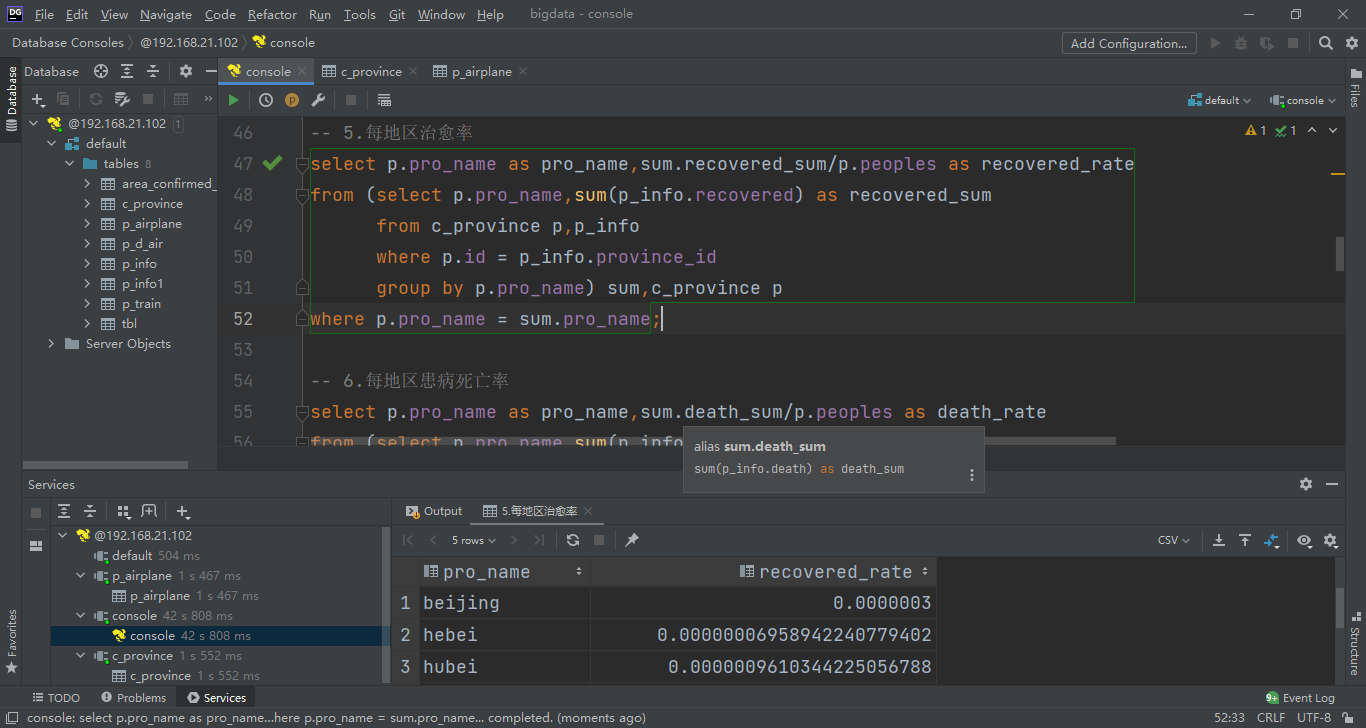 DG File Edit View Navigate Code Refactor Run Tools Git Window Help bigdata - console
Database Consoles @192.168.21.102 console Add Configuration...
Database console c_province p_airplane
default console
@192.168.21.102 1
default
tables 8
area_confirmed_
c_province
p_airplane
p_d_air
p_info
p_info1
p_train
tbl
Server Objects
Database
Files
46 -- 5.每地区治愈率
1 1
47 select p.pro_name as pro_name,sum.recovered_sum/p.peoples as recovered_rate
48 from (select p.pro_name,sum(p_info.recovered) as recovered_sum
49 from c_province p,p_info
50 where p.id = p_info.province_id
51 group by p.pro_name) sum,c_province p
52 where p.pro_name = sum.pro_name;
53
54 -- 6.每地区患病死亡率
55 select p.pro_name as pro_name,sum.death_sum/p.peoples as death_rate
56 from (select p.pro_name,sum(p_info
alias sum.death_sum
sum(p_info.death) as death_sum
Services
@192.168.21.102
default 504 ms
p_airplane 1 s 467 ms
p_airplane 1 s 467 ms
console 42 s 808 ms
console 42 s 808 ms
c_province 1 s 552 ms
c_province 1 s 552 ms
Output 5.每地区治愈率
5 rows CSV
pro_name recovered_rate
1 beijing 0.0000003
2 hebei 0.00000006958942240779402
3 hubei 0.0000009610344225056788
Favorites
Structure
TODO Problems Services 9+ Event Log
console: select p.pro_name as pro_name...here p.pro_name = sum.pro_name... completed. (moments ago) 52:33 CRLF UTF-8